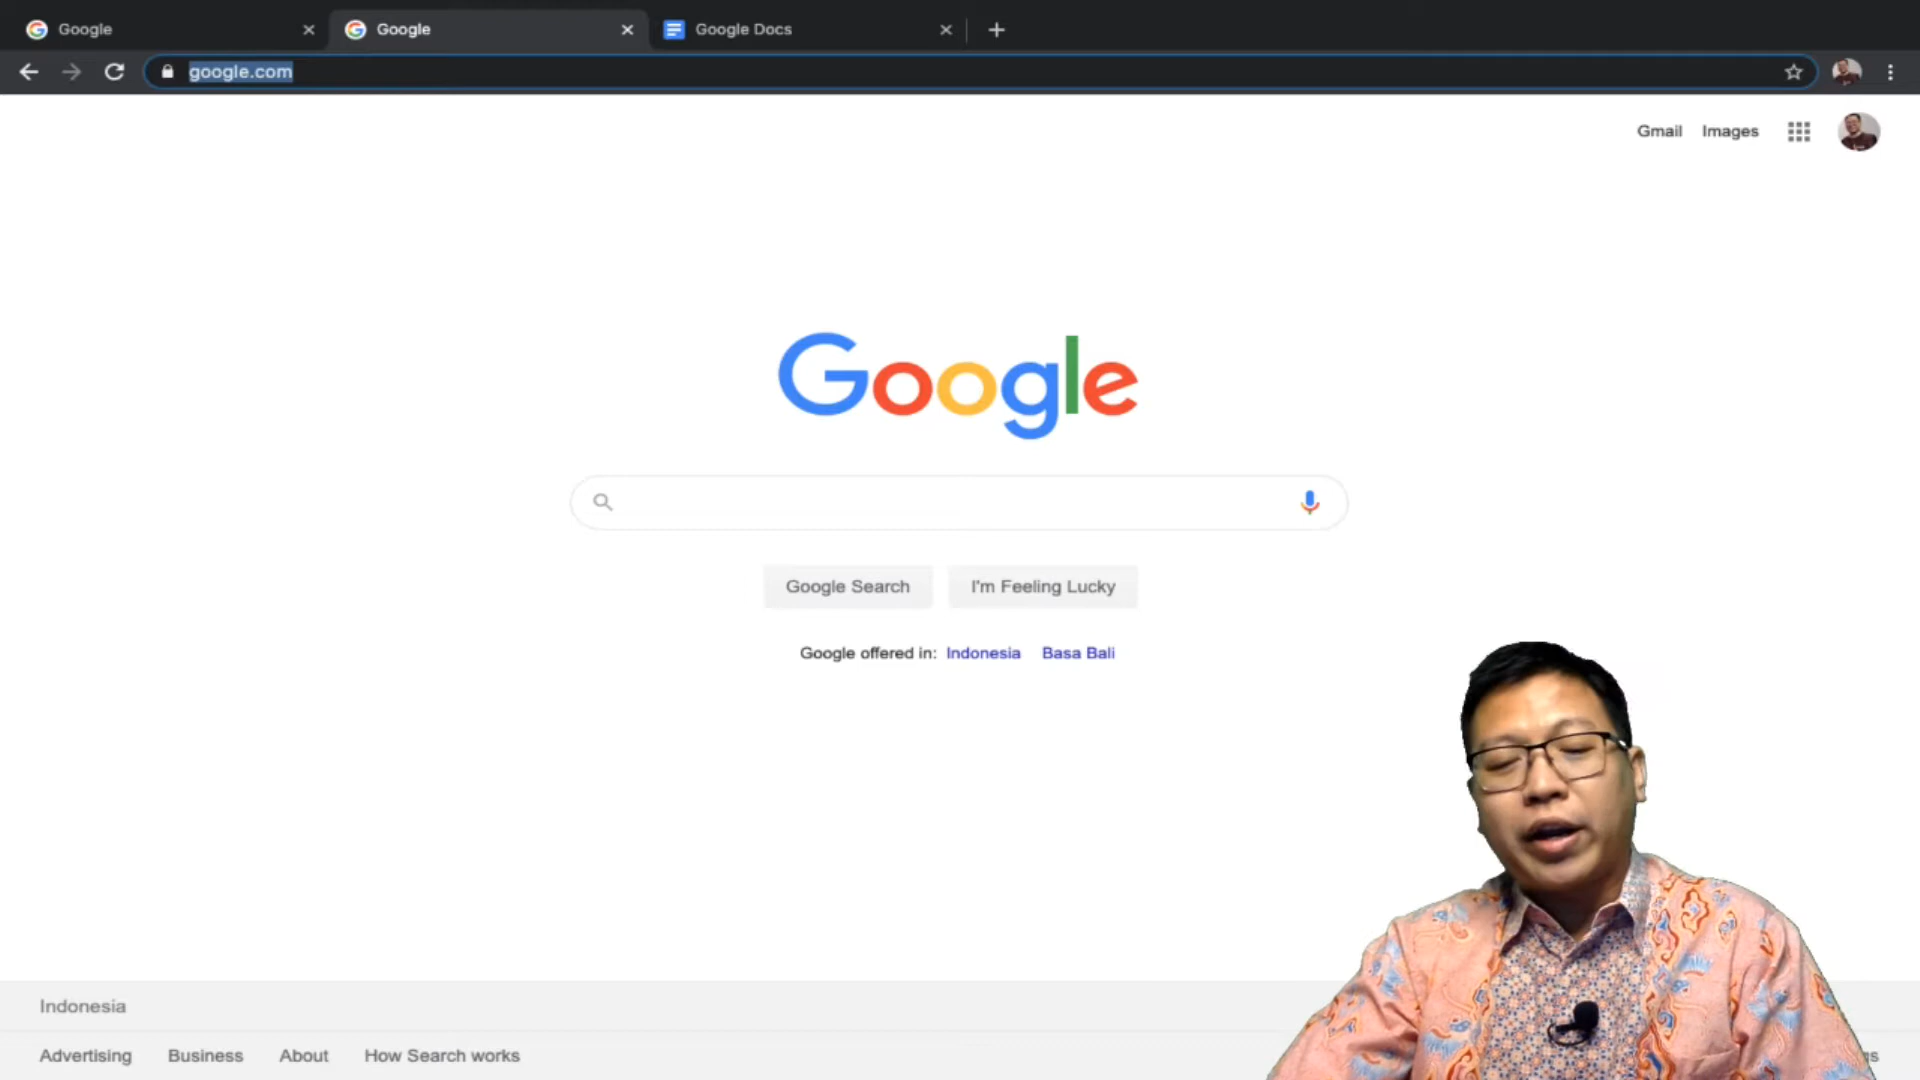 Google
Google
Google Docs
google.com
Gmail Images
Google
Google Search I'm Feeling Lucky
Google offered in: Indonesia Basa Bali
Indonesia
Advertising Business About How Search works